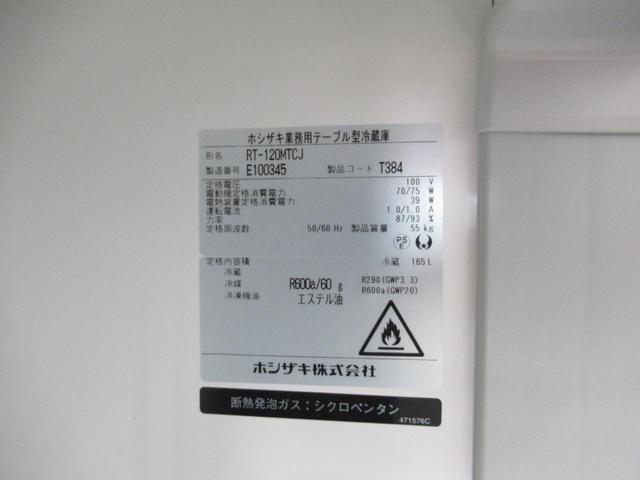 ホシザキ業務用テーブル型冷蔵庫
形名 RT-120MTCJ
製造番号 E100345 製品コード T384
定格電圧 100 V
電動機定格消費電力 70/75 W
電熱装置定格消費電力 39 W
運転電流 1.0/1.0 A
力率 87/93 %
定格周波数 50/60 Hz 製品質量 55 kg
PSE
定格内容積 冷蔵 165 L
冷蔵
冷媒 R600a/60 g R290(GWP3.3)
冷凍機油 エステル油 R600a(GWP20)
ホシザキ株式会社
断熱発泡ガス：シクロペンタン
471576C